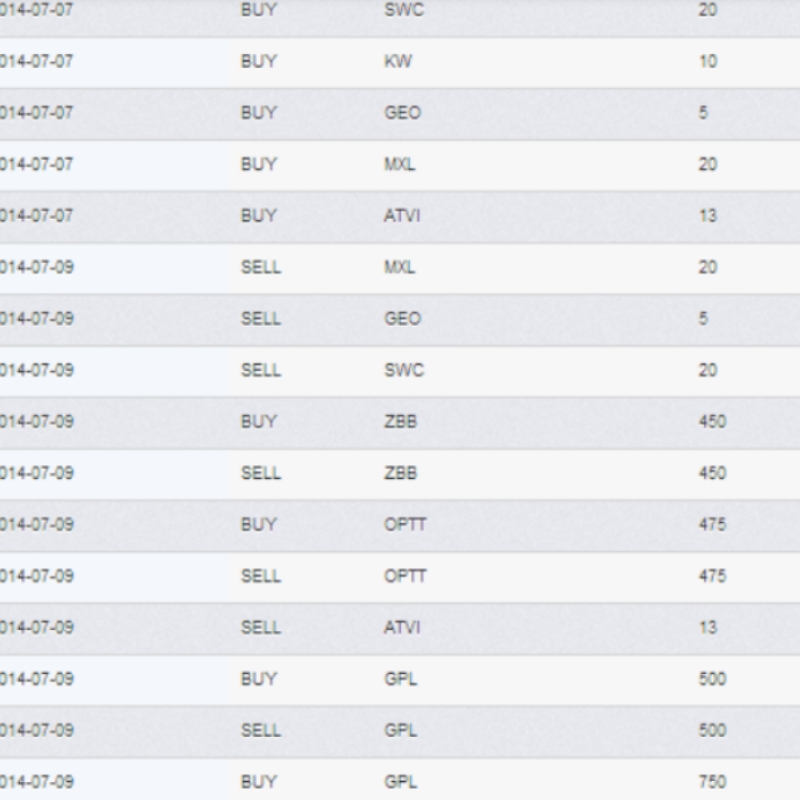 014-07-07 BUY SWC 20
014-07-07 BUY KW 10
014-07-07 BUY GEO 5
014-07-07 BUY MXL 20
014-07-07 BUY ATVI 13
014-07-09 SELL MXL 20
014-07-09 SELL GEO 5
014-07-09 SELL SWC 20
014-07-09 BUY ZBB 450
014-07-09 SELL ZBB 450
014-07-09 BUY OPTT 475
014-07-09 SELL OPTT 475
014-07-09 SELL ATVI 13
014-07-09 BUY GPL 500
014-07-09 SELL GPL 500
014-07-09 BUY GPL 750